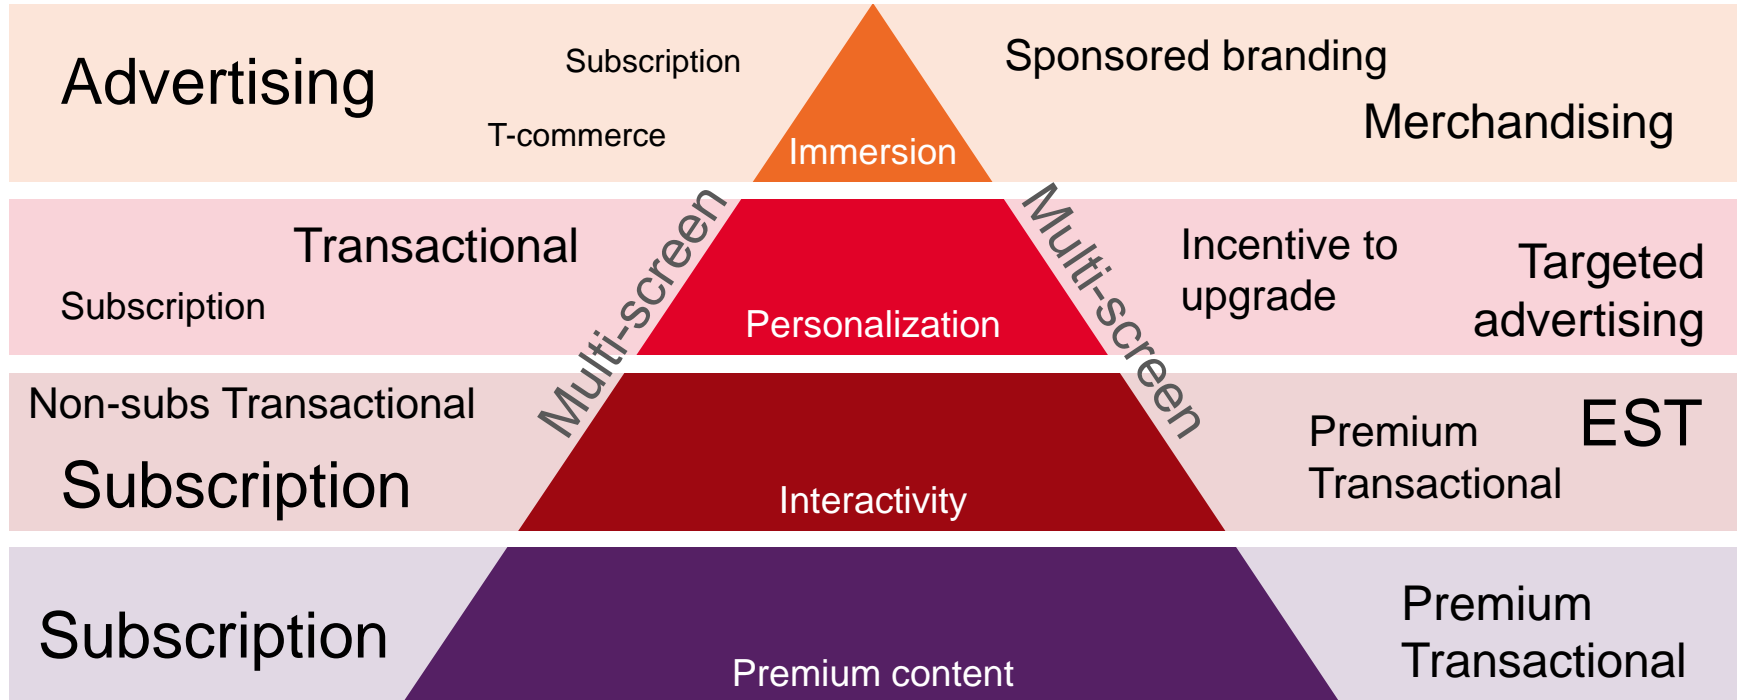 Advertising
Subscription
T-commerce
Immersion
Sponsored branding
Merchandising
Transactional
Subscription
Multi-screen
Personalization
Multi-screen
Incentive to
upgrade
Targeted
advertising
Non-subs Transactional
Subscription
Interactivity
Premium
Transactional
EST
Subscription
Premium content
Premium
Transactional